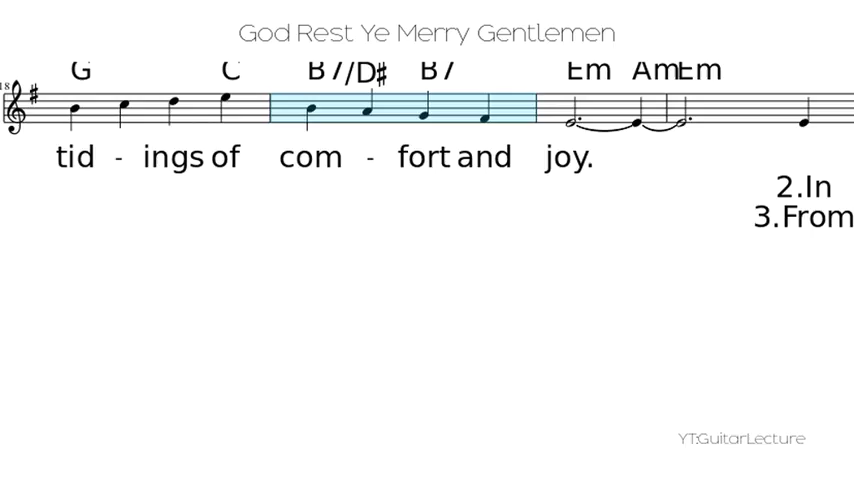 God Rest Ye Merry Gentlemen
G C B7/D# B7 Em Am Em
18
tid - ings of com - fort and joy.
2.In
3.From
YT:GuitarLecture